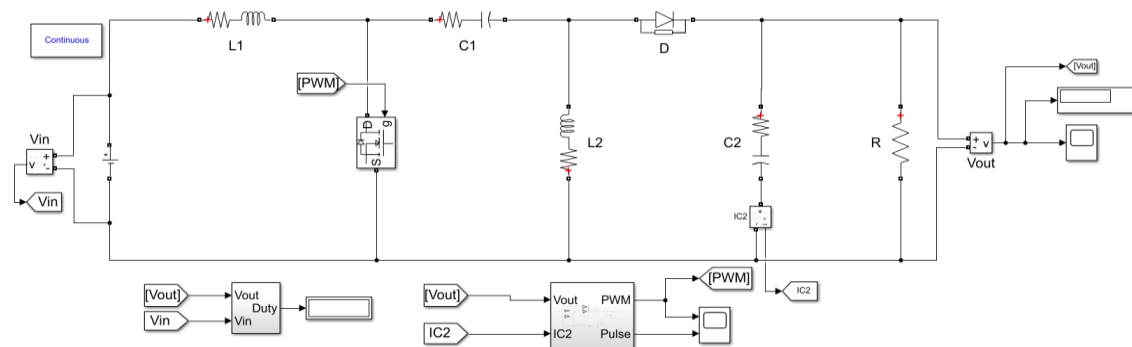 Continuous
L1
C1
D
[PWM]
D
g
S
Vin
+
v
-
Vin
L2
C2
R
IC2
+
-
v
Vout
[Vout]
IC2
[Vout]
Vin
Vout
Vin
Duty
[Vout]
IC2
Vout
IC2
PWM
Pulse
[PWM]